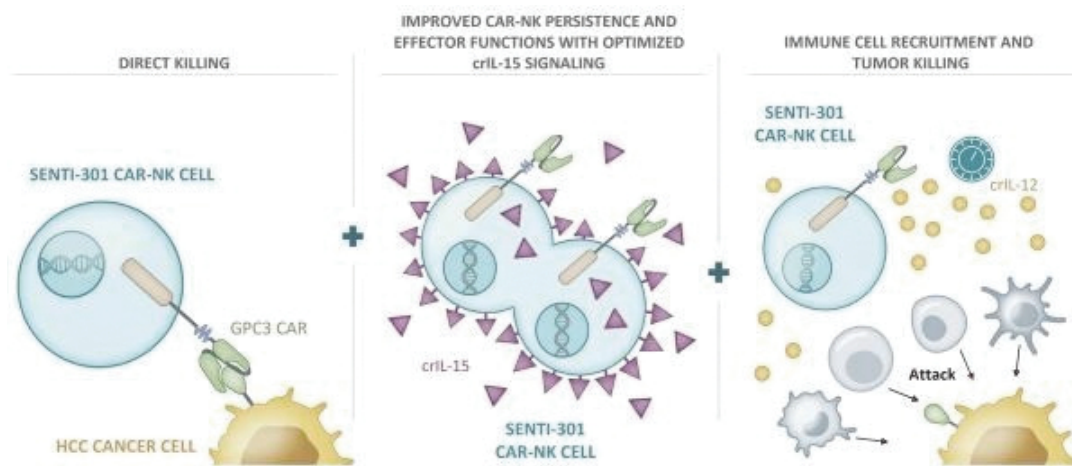 DIRECT KILLING
SENTI-301 CAR-NK CELL
GPC3 CAR
HCC CANCER CELL
IMPROVED CAR-NK PERSISTENCE AND
EFFECTOR FUNCTIONS WITH OPTIMIZED
crIL-15 SIGNALING
crIL-15
SENTI-301
CAR-NK CELL
IMMUNE CELL RECRUITMENT AND
TUMOR KILLING
SENTI-301
CAR-NK CELL
crIL-12
Attack